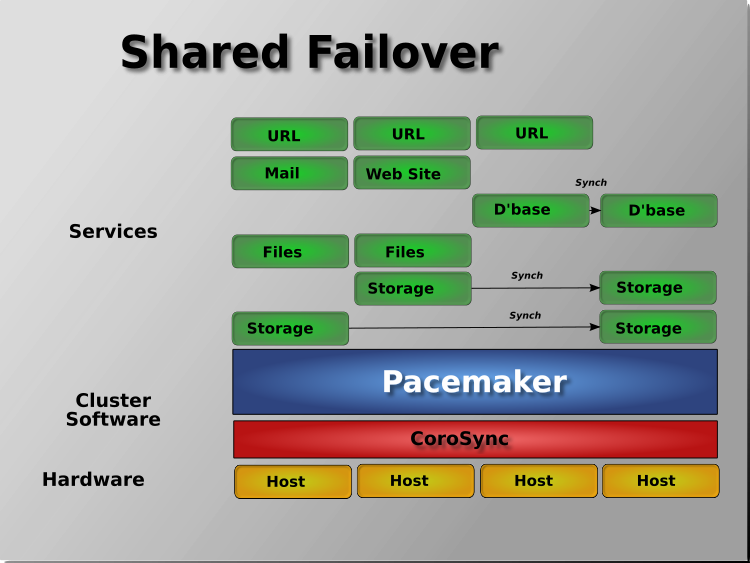 Shared Failover
URL URL URL
Mail Web Site
Synch
D'base D'base
Services
Files Files
Synch
Storage Storage
Synch
Storage Storage
Pacemaker
Cluster
Software
CoroSync
Hardware
Host Host Host Host